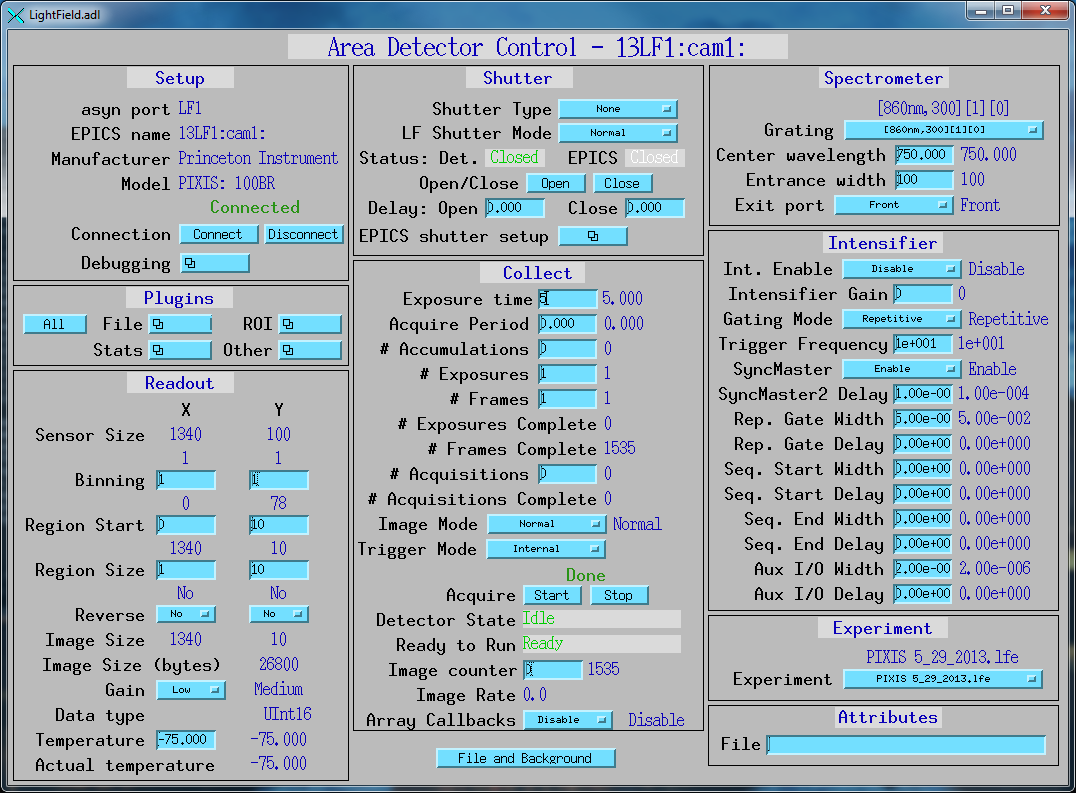 LightField.adl
Area Detector Control - 13LF1:cam1:
Setup
asyn port LF1
EPICS name 13LF1:cam1:
Manufacturer Princeton Instrument
Model PIXIS: 100BR
Connected
Connection Connect Disconnect
Debugging
Plugins
All File ROI
Stats Other
Readout
X Y
Sensor Size 1340 100
1 1
Binning 1 1
0 78
Region Start 0 10
1340 10
Region Size 1 10
No No
Reverse No No
Image Size 1340 10
Image Size (bytes) 26800
Gain Low Medium
Data type UInt16
Temperature -75.000 -75.000
Actual temperature -75.000
Shutter
Shutter Type None
LF Shutter Mode Normal
Status: Det. Closed EPICS Closed
Open/Close Open Close
Delay: Open 0.000 Close 0.000
EPICS shutter setup
Collect
Exposure time 5 5.000
Acquire Period 0.000 0.000
# Accumulations 0 0
# Exposures 1 1
# Frames 1 1
# Exposures Complete 0
# Frames Complete 1535
# Acquisitions 0 0
# Acquisitions Complete 0
Image Mode Normal Normal
Trigger Mode Internal
Done
Acquire Start Stop
Detector State Idle
Ready to Run Ready
Image counter 0 1535
Image Rate 0.0
Array Callbacks Disable Disable
File and Background
Spectrometer
[860nm,300][1][0]
Grating [860nm,300][1][0]
Center wavelength 750.000 750.000
Entrance width 100 100
Exit port Front Front
Intensifier
Int. Enable Disable Disable
Intensifier Gain 0 0
Gating Mode Repetitive Repetitive
Trigger Frequency 1e+001 1e+001
SyncMaster Enable Enable
SyncMaster2 Delay 1.00e-00 1.00e-004
Rep. Gate Width 5.00e-00 5.00e-002
Rep. Gate Delay 0.00e+00 0.00e+000
Seq. Start Width 0.00e+00 0.00e+000
Seq. Start Delay 0.00e+00 0.00e+000
Seq. End Width 0.00e+00 0.00e+000
Seq. End Delay 0.00e+00 0.00e+000
Aux I/O Width 2.00e-00 2.00e-006
Aux I/O Delay 0.00e+00 0.00e+000
Experiment
PIXIS 5_29_2013.lfe
Experiment PIXIS 5_29_2013.lfe
Attributes
File